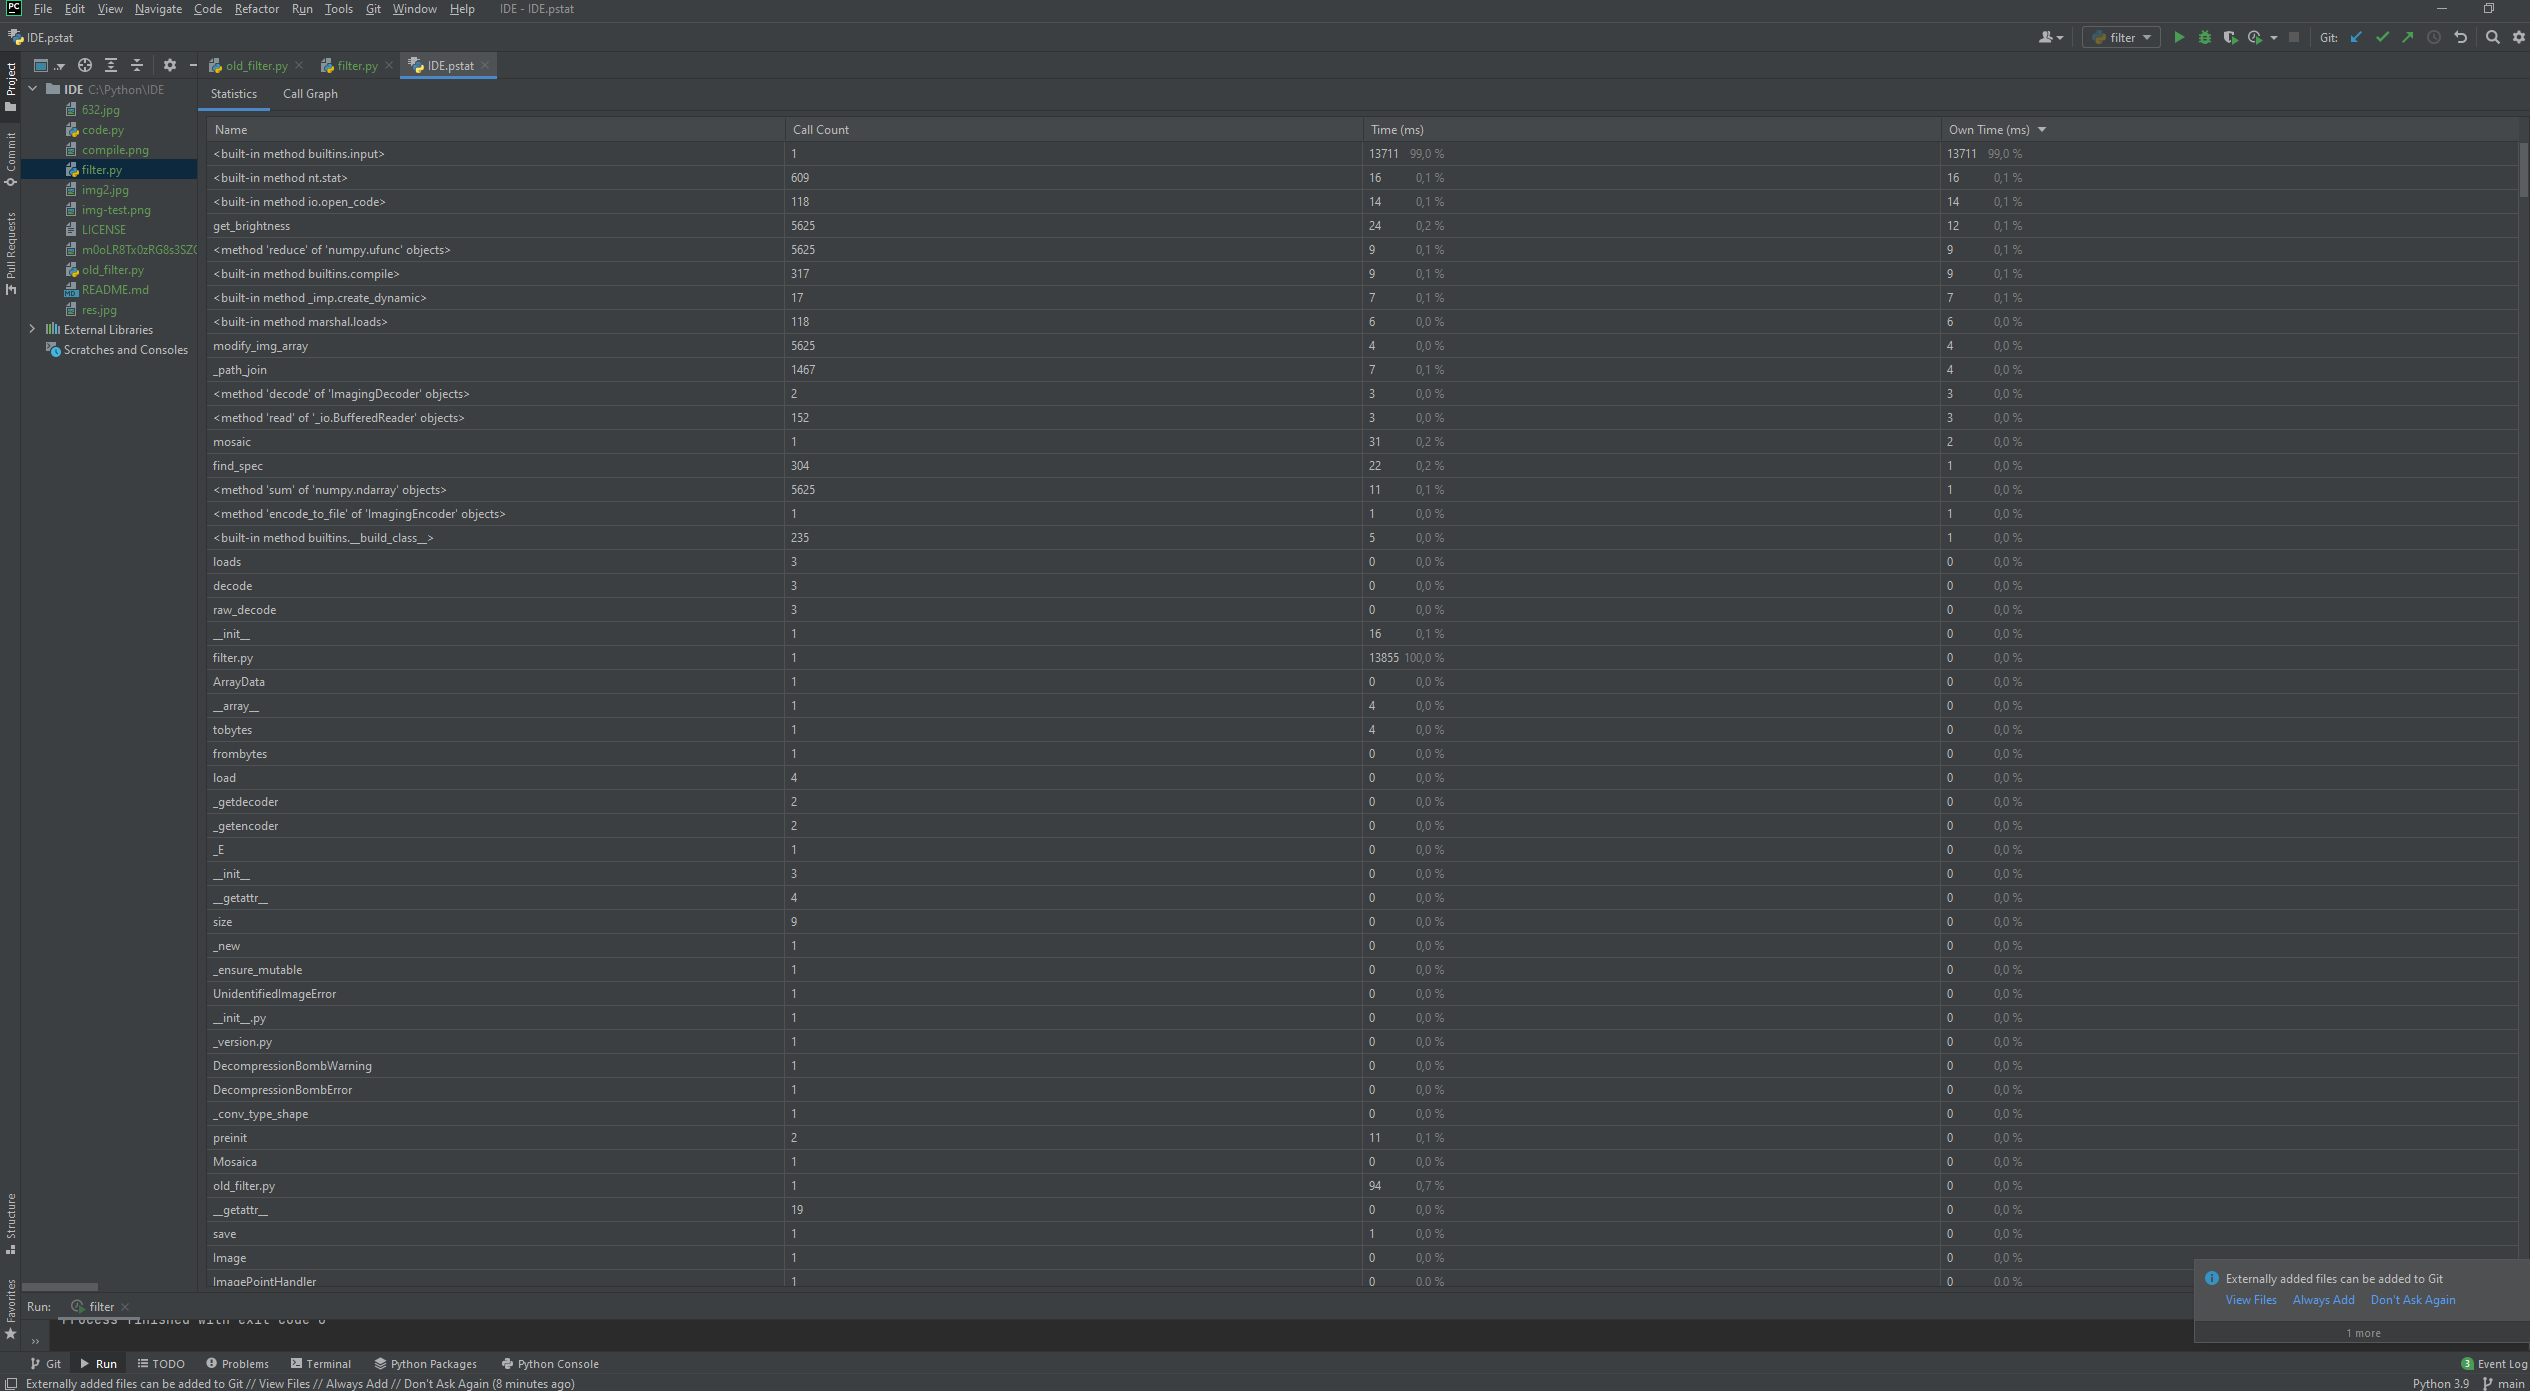 PC File Edit View Navigate Code Refactor Run Tools Git Window Help IDE - IDE.pstat
IDE.pstat filter Git:
old_filter.py filter.py IDE.pstat
Project
Commit
Pull Requests
Structure
Favorites
IDE C:\Python\IDE
632.jpg
code.py
compile.png
filter.py
img2.jpg
img-test.png
LICENSE
m0oLR8Tx0zRG8s3SZ
old_filter.py
README.md
res.jpg
External Libraries
Scratches and Consoles
Statistics Call Graph
Name Call Count Time (ms) Own Time (ms)
<built-in method builtins.input> 1 13711 99,0 % 13711 99,0 %
<built-in method nt.stat> 609 16 0,1 % 16 0,1 %
<built-in method io.open_code> 118 14 0,1 % 14 0,1 %
get_brightness 5625 24 0,2 % 12 0,1 %
<method 'reduce' of 'numpy.ufunc' objects> 5625 9 0,1 % 9 0,1 %
<built-in method builtins.compile> 317 9 0,1 % 9 0,1 %
<built-in method _imp.create_dynamic> 17 7 0,1 % 7 0,1 %
<built-in method marshal.loads> 118 6 0,0 % 6 0,0 %
modify_img_array 5625 4 0,0 % 4 0,0 %
_path_join 1467 7 0,1 % 4 0,0 %
<method 'decode' of 'ImagingDecoder' objects> 2 3 0,0 % 3 0,0 %
<method 'read' of '_io.BufferedReader' objects> 152 3 0,0 % 3 0,0 %
mosaic 1 31 0,2 % 2 0,0 %
find_spec 304 22 0,2 % 1 0,0 %
<method 'sum' of 'numpy.ndarray' objects> 5625 11 0,1 % 1 0,0 %
<method 'encode_to_file' of 'ImagingEncoder' objects> 1 1 0,0 % 1 0,0 %
<built-in method builtins.__build_class__> 235 5 0,0 % 1 0,0 %
loads 3 0 0,0 % 0 0,0 %
decode 3 0 0,0 % 0 0,0 %
raw_decode 3 0 0,0 % 0 0,0 %
__init__ 1 16 0,1 % 0 0,0 %
filter.py 1 13855 100,0 % 0 0,0 %
ArrayData 1 0 0,0 % 0 0,0 %
__array__ 1 4 0,0 % 0 0,0 %
tobytes 1 4 0,0 % 0 0,0 %
frombytes 1 0 0,0 % 0 0,0 %
load 4 0 0,0 % 0 0,0 %
_getdecoder 2 0 0,0 % 0 0,0 %
_getencoder 2 0 0,0 % 0 0,0 %
_E 1 0 0,0 % 0 0,0 %
__init__ 3 0 0,0 % 0 0,0 %
__getattr__ 4 0 0,0 % 0 0,0 %
size 9 0 0,0 % 0 0,0 %
_new 1 0 0,0 % 0 0,0 %
_ensure_mutable 1 0 0,0 % 0 0,0 %
UnidentifiedImageError 1 0 0,0 % 0 0,0 %
__init__.py 1 0 0,0 % 0 0,0 %
_version.py 1 0 0,0 % 0 0,0 %
DecompressionBombWarning 1 0 0,0 % 0 0,0 %
DecompressionBombError 1 0 0,0 % 0 0,0 %
_conv_type_shape 1 0 0,0 % 0 0,0 %
preinit 2 11 0,1 % 0 0,0 %
Mosaica 1 0 0,0 % 0 0,0 %
old_filter.py 1 94 0,7 % 0 0,0 %
__getattr__ 19 0 0,0 % 0 0,0 %
save 1 1 0,0 % 0 0,0 %
Image 1 0 0,0 % 0 0,0 %
ImagePointHandler 1 0 0,0 % 0 0,0 %
Externally added files can be added to Git
View Files Always Add Don't Ask Again
1 more
Run: filter
Process finished with exit code 0
Git Run TODO Problems Terminal Python Packages Python Console 3 Event Log
Externally added files can be added to Git // View Files // Always Add // Don't Ask Again (8 minutes ago) Python 3.9 main